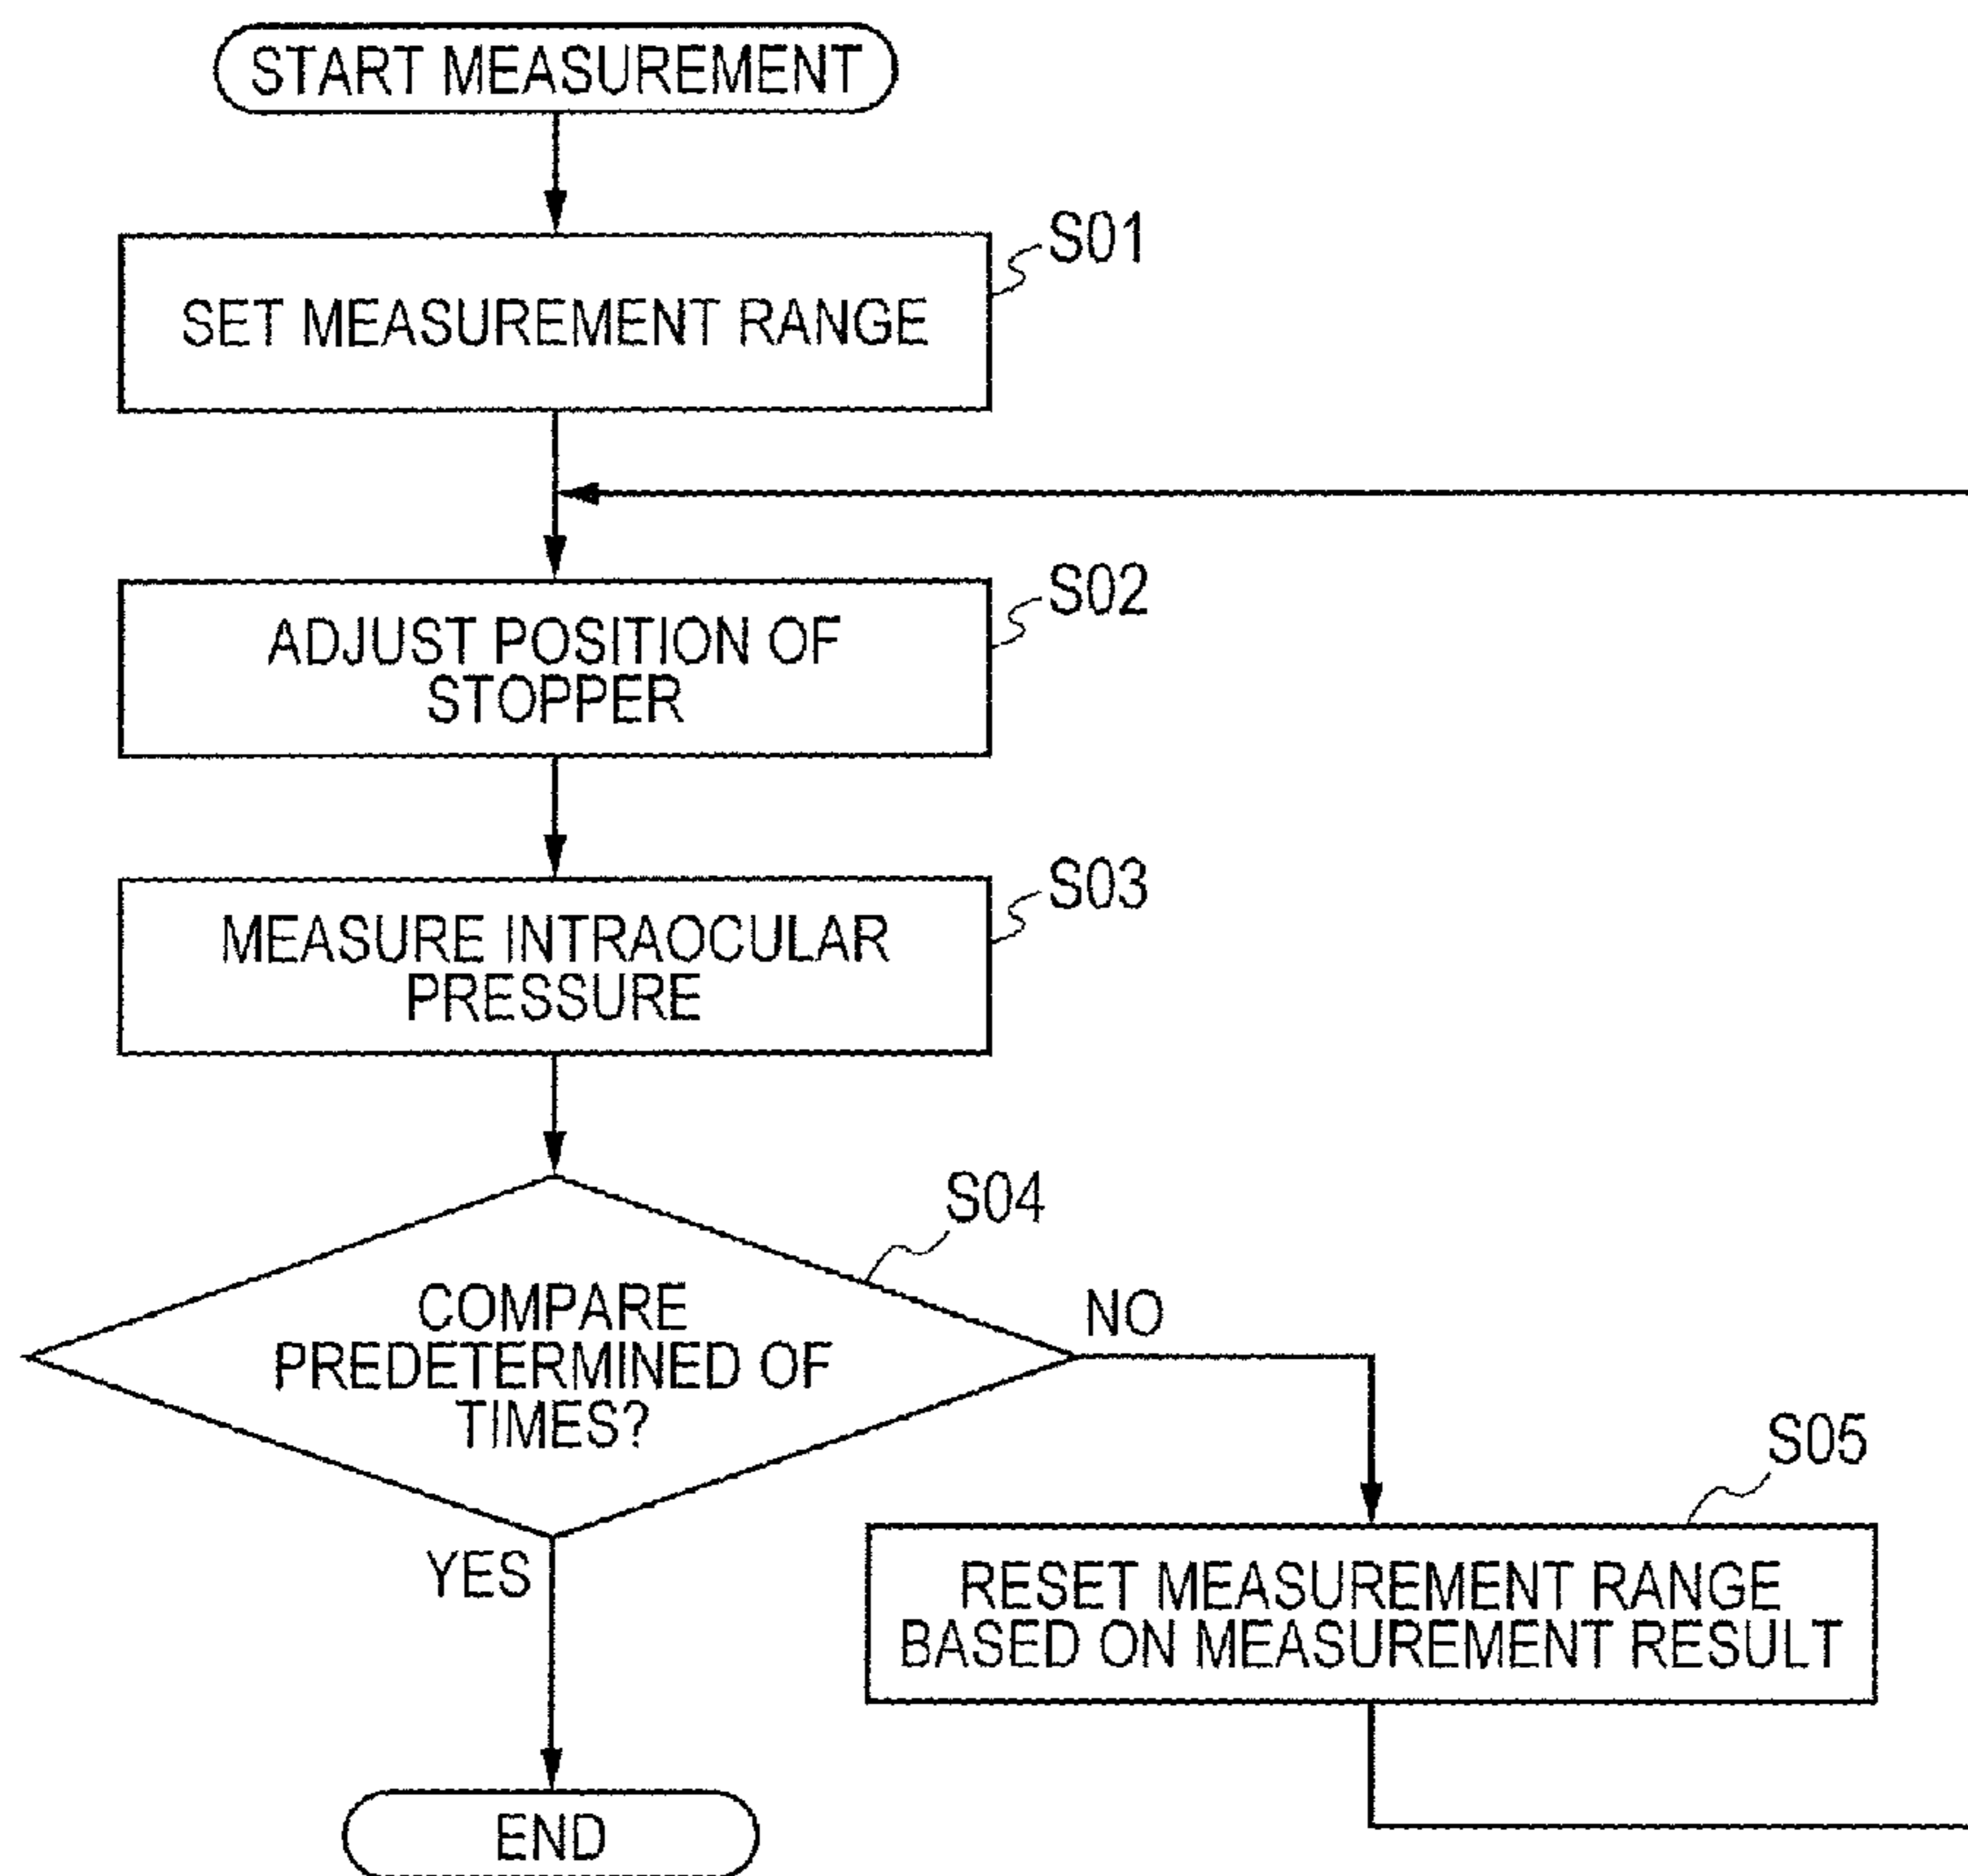 START MEASUREMENT
S01
SET MEASUREMENT RANGE
S02
ADJUST POSITION OF
STOPPER
S03
MEASURE INTRAOCULAR
PRESSURE
S04
COMPARE
PREDETERMINED OF
TIMES?
NO
YES
S05
RESET MEASUREMENT RANGE
BASED ON MEASUREMENT RESULT
END